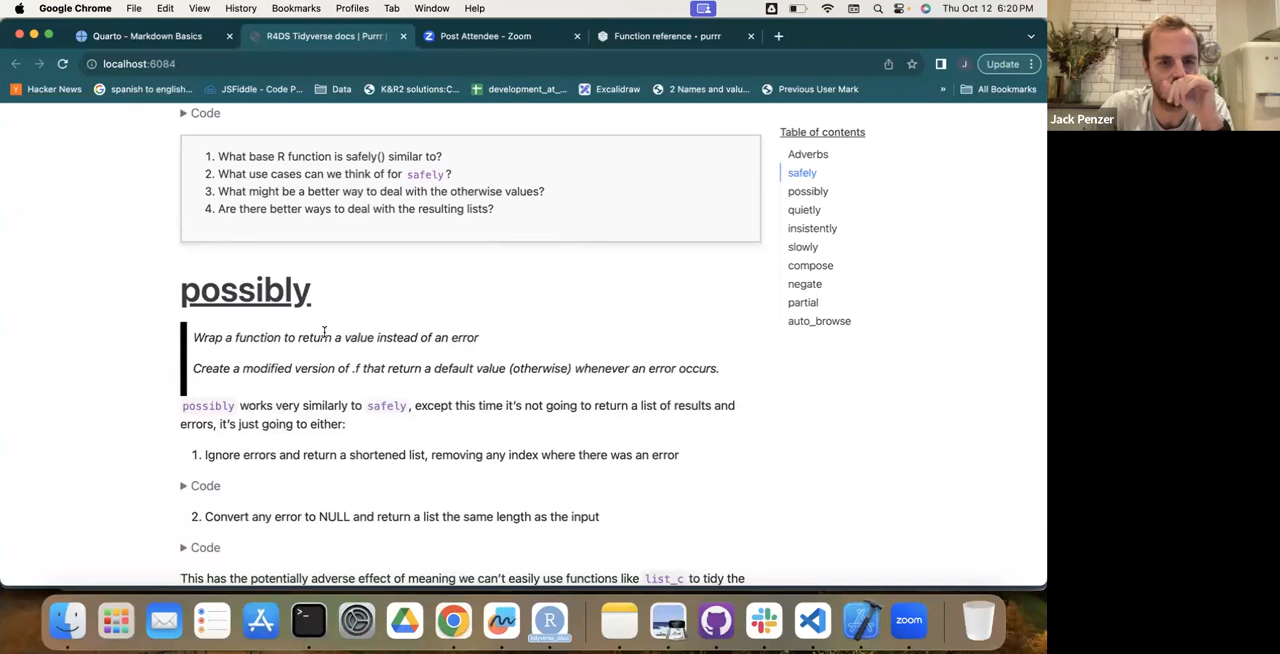 Google Chrome File Edit View History Bookmarks Profiles Tab Window Help Thu Oct 12 6:20 PM
Quarto - Markdown Basics R4DS Tidyverse docs | Purrr | Post Attendee - Zoom Function reference • purrr
localhost:6084 J Update
Hacker News spanish to english... JSFiddle - Code P... Data K&R2 solutions:C... development_at_... Excalidraw 2 Names and valu... Previous User Mark » All Bookmarks
Jack Penzer
Code
1. What base R function is safely() similar to?
2. What use cases can we think of for safely?
3. What might be a better way to deal with the otherwise values?
4. Are there better ways to deal with the resulting lists?
possibly
Wrap a function to return a value instead of an error
Create a modified version of .f that return a default value (otherwise) whenever an error occurs.
possibly works very similarly to safely, except this time it's not going to return a list of results and
errors, it's just going to either:
1. Ignore errors and return a shortened list, removing any index where there was an error
Code
2. Convert any error to NULL and return a list the same length as the input
Code
This has the potentially adverse effect of meaning we can't easily use functions like list_c to tidy the
Table of contents
Adverbs
safely
possibly
quietly
insistently
slowly
compose
negate
partial
auto_browse
R
tidyverse_docs
zoom